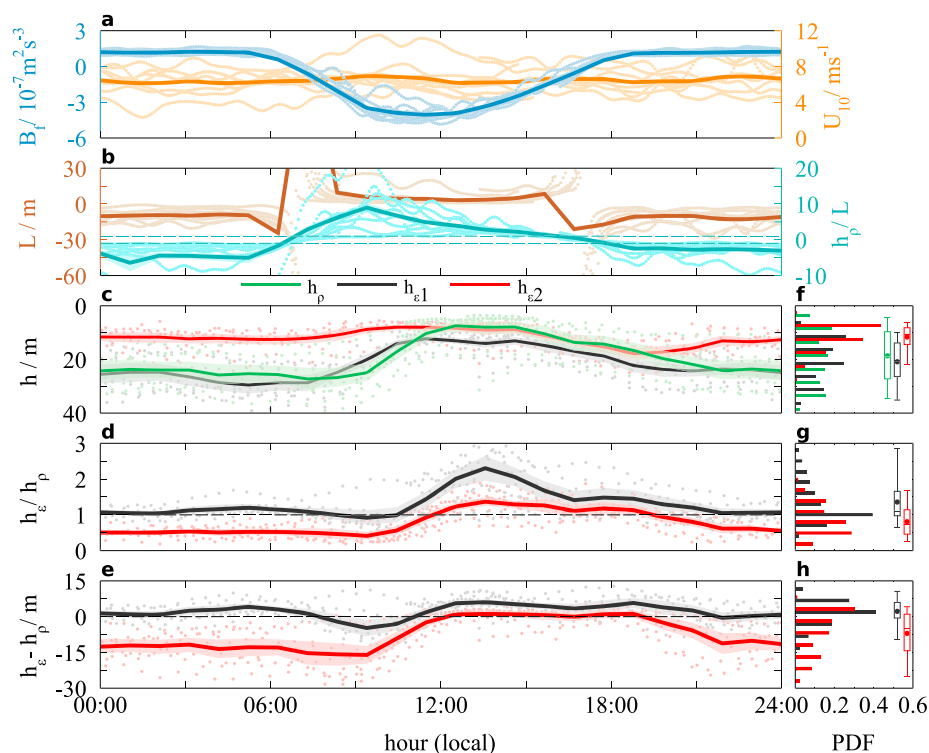 a
3
0
-3
-6
B_f / 10^-7 m^2 s^-3
12
8
4
0
U_10 / ms^-1
b
30
0
-30
-60
L / m
20
10
0
-10
h_ρ/L
h_ρ h_ε1 h_ε2
c
0
20
40
h / m
f
d
3
2
1
0
h_ε/h_ρ
g
e
15
0
-15
-30
h_ε - h_ρ / m
h
00:00 06:00 12:00 18:00 24:00
0 0.2 0.4 0.6
hour (local)
PDF